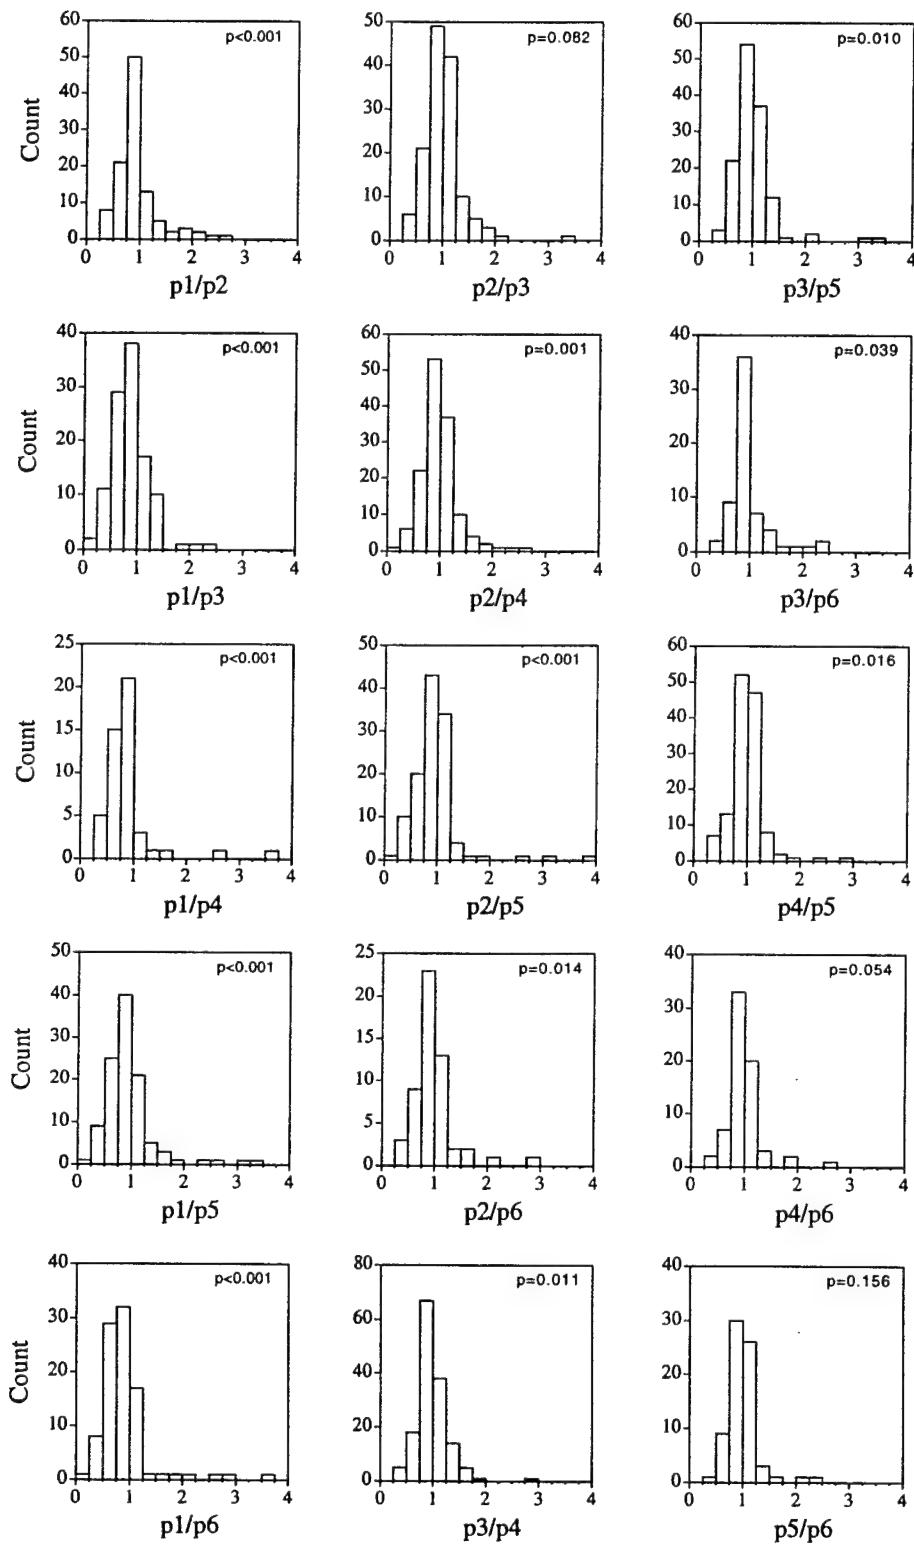 60 p<0.001
50
40
30
20
10
0
Count
0 1 2 3 4
p1/p2
50 p=0.082
40
30
20
10
0
0 1 2 3 4
p2/p3
60 p=0.010
50
40
30
20
10
0
0 1 2 3 4
p3/p5
40 p<0.001
30
20
10
0
Count
0 1 2 3 4
p1/p3
60 p=0.001
50
40
30
20
10
0
0 1 2 3 4
p2/p4
40 p=0.039
30
20
10
0
0 1 2 3 4
p3/p6
25 p<0.001
20
15
10
5
0
Count
0 1 2 3 4
p1/p4
50 p<0.001
40
30
20
10
0
0 1 2 3 4
p2/p5
60 p=0.016
50
40
30
20
10
0
0 1 2 3 4
p4/p5
50 p<0.001
40
30
20
10
0
Count
0 1 2 3 4
p1/p5
25 p=0.014
20
15
10
5
0
0 1 2 3 4
p2/p6
40 p=0.054
30
20
10
0
0 1 2 3 4
p4/p6
40 p<0.001
30
20
10
0
Count
0 1 2 3 4
p1/p6
80 p=0.011
60
40
20
0
0 1 2 3 4
p3/p4
40 p=0.156
30
20
10
0
0 1 2 3 4
p5/p6